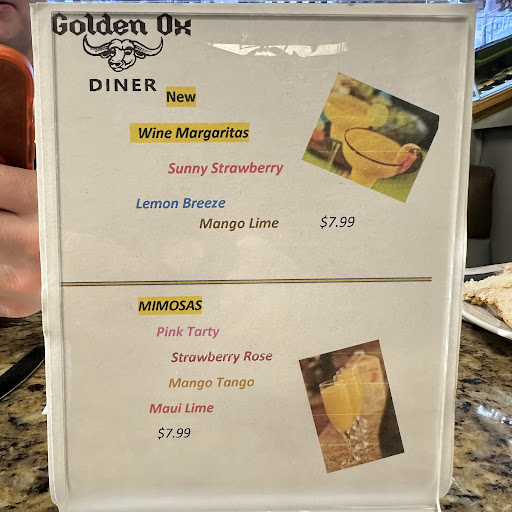 Golden Ox
DINER
New
Wine Margaritas
Sunny Strawberry
Lemon Breeze
Mango Lime $7.99
MIMOSAS
Pink Tarty
Strawberry Rose
Mango Tango
Maui Lime
$7.99